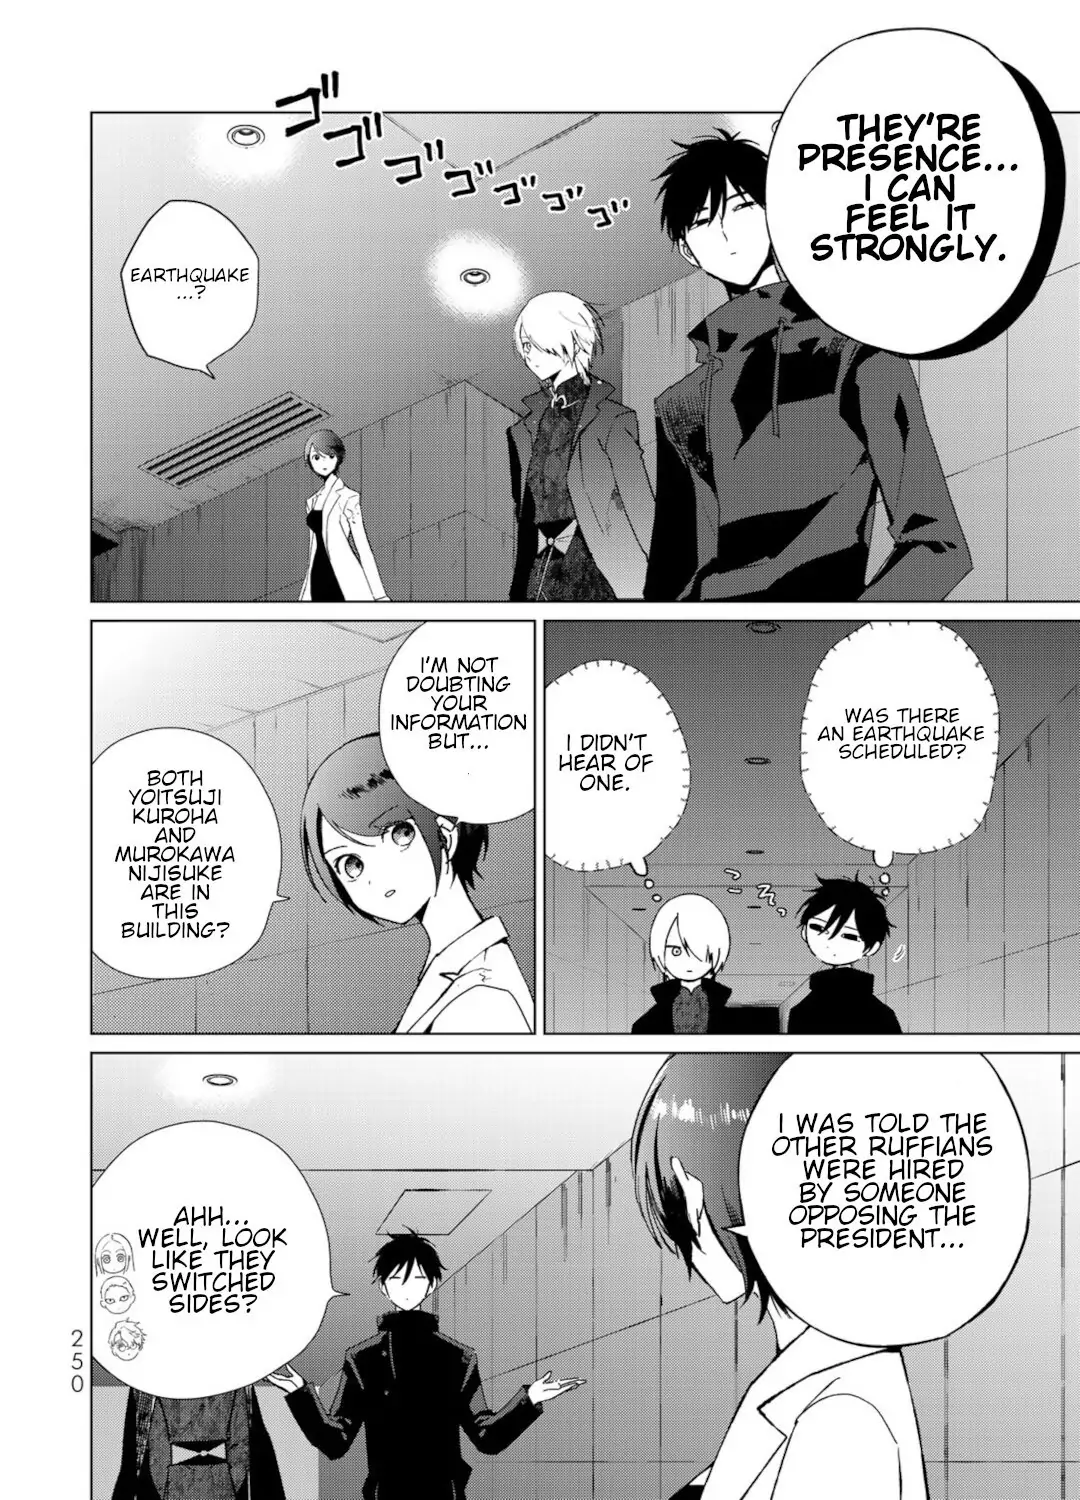 THEY'RE
PRESENCE...
I CAN
FEEL IT
STRONGLY.
ゴゴゴゴゴゴゴ
EARTHQUAKE
...?
WAS THERE
AN EARTHQUAKE
SCHEDULED?
I DIDN'T
HEAR OF
ONE.
I'M NOT
DOUBTING
YOUR
INFORMATION
BUT...
BOTH
YOITSUJI
KUROHA
AND
MUROKAWA
NIJISUKE
ARE IN
THIS
BUILDING?
I WAS TOLD THE
OTHER RUFFIANS
WERE HIRED
BY SOMEONE
OPPOSING THE
PRESIDENT...
AHH...
WELL, LOOK
LIKE THEY
SWITCHED
SIDES?
250